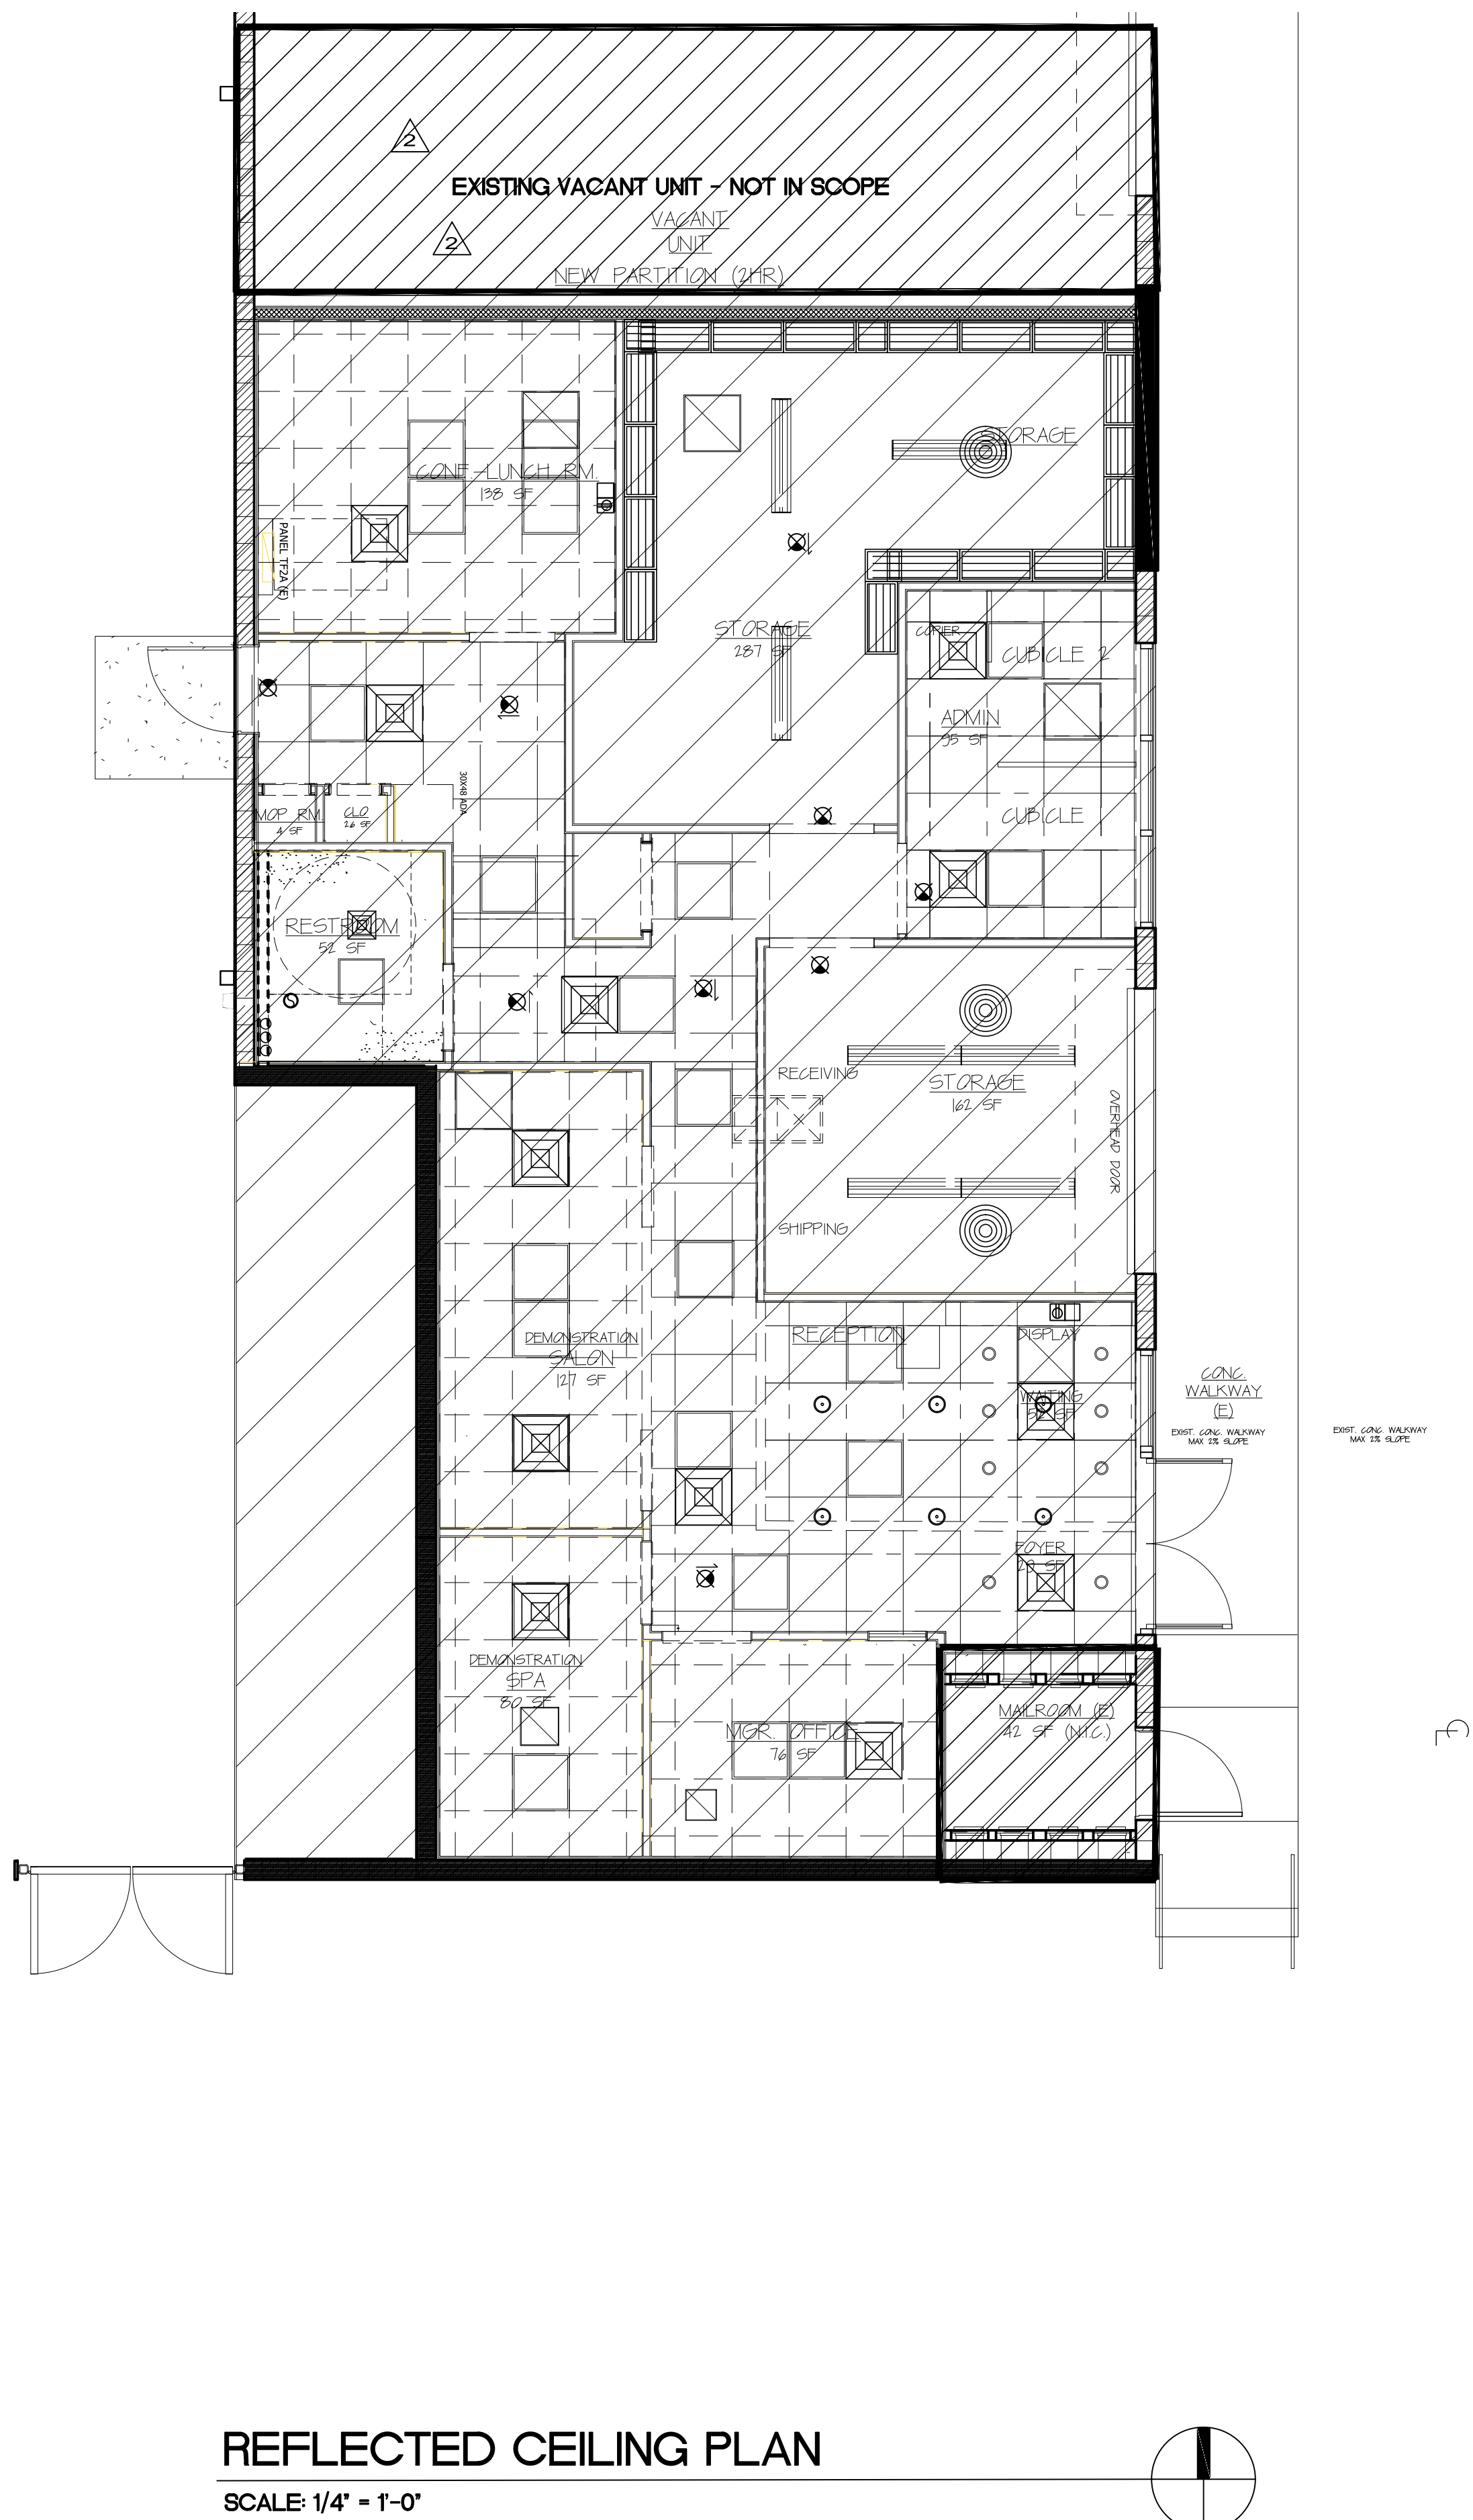 2
EXISTING VACANT UNIT - NOT IN SCOPE
VACANT
UNIT
2
NEW PARTITION (2HR)
STORAGE
CONF.-LUNCH RM.
138 SF
PANEL TF2A (E)
STORAGE
287 SF
COPIER
CUBICLE 2
ADMIN
95 SF
30X48 ADA
MOP RM.
4 SF
CLO
26 SF
CUBICLE
RESTROOM
52 SF
RECEIVING
STORAGE
162 SF
OVERHEAD DOOR
SHIPPING
DEMONSTRATION
SALON
127 SF
RECEPTION
DISPLAY
WAITING
SF
CONC.
WALKWAY
(E)
EXIST. CONC. WALKWAY
MAX 2% SLOPE
EXIST. CONC. WALKWAY
MAX 2% SLOPE
FOYER
SF
DEMONSTRATION
SPA
80 SF
MGR. OFFICE
76 SF
MAILROOM (E)
42 SF (N.I.C.)
REFLECTED CEILING PLAN
SCALE: 1/4" = 1'-0"